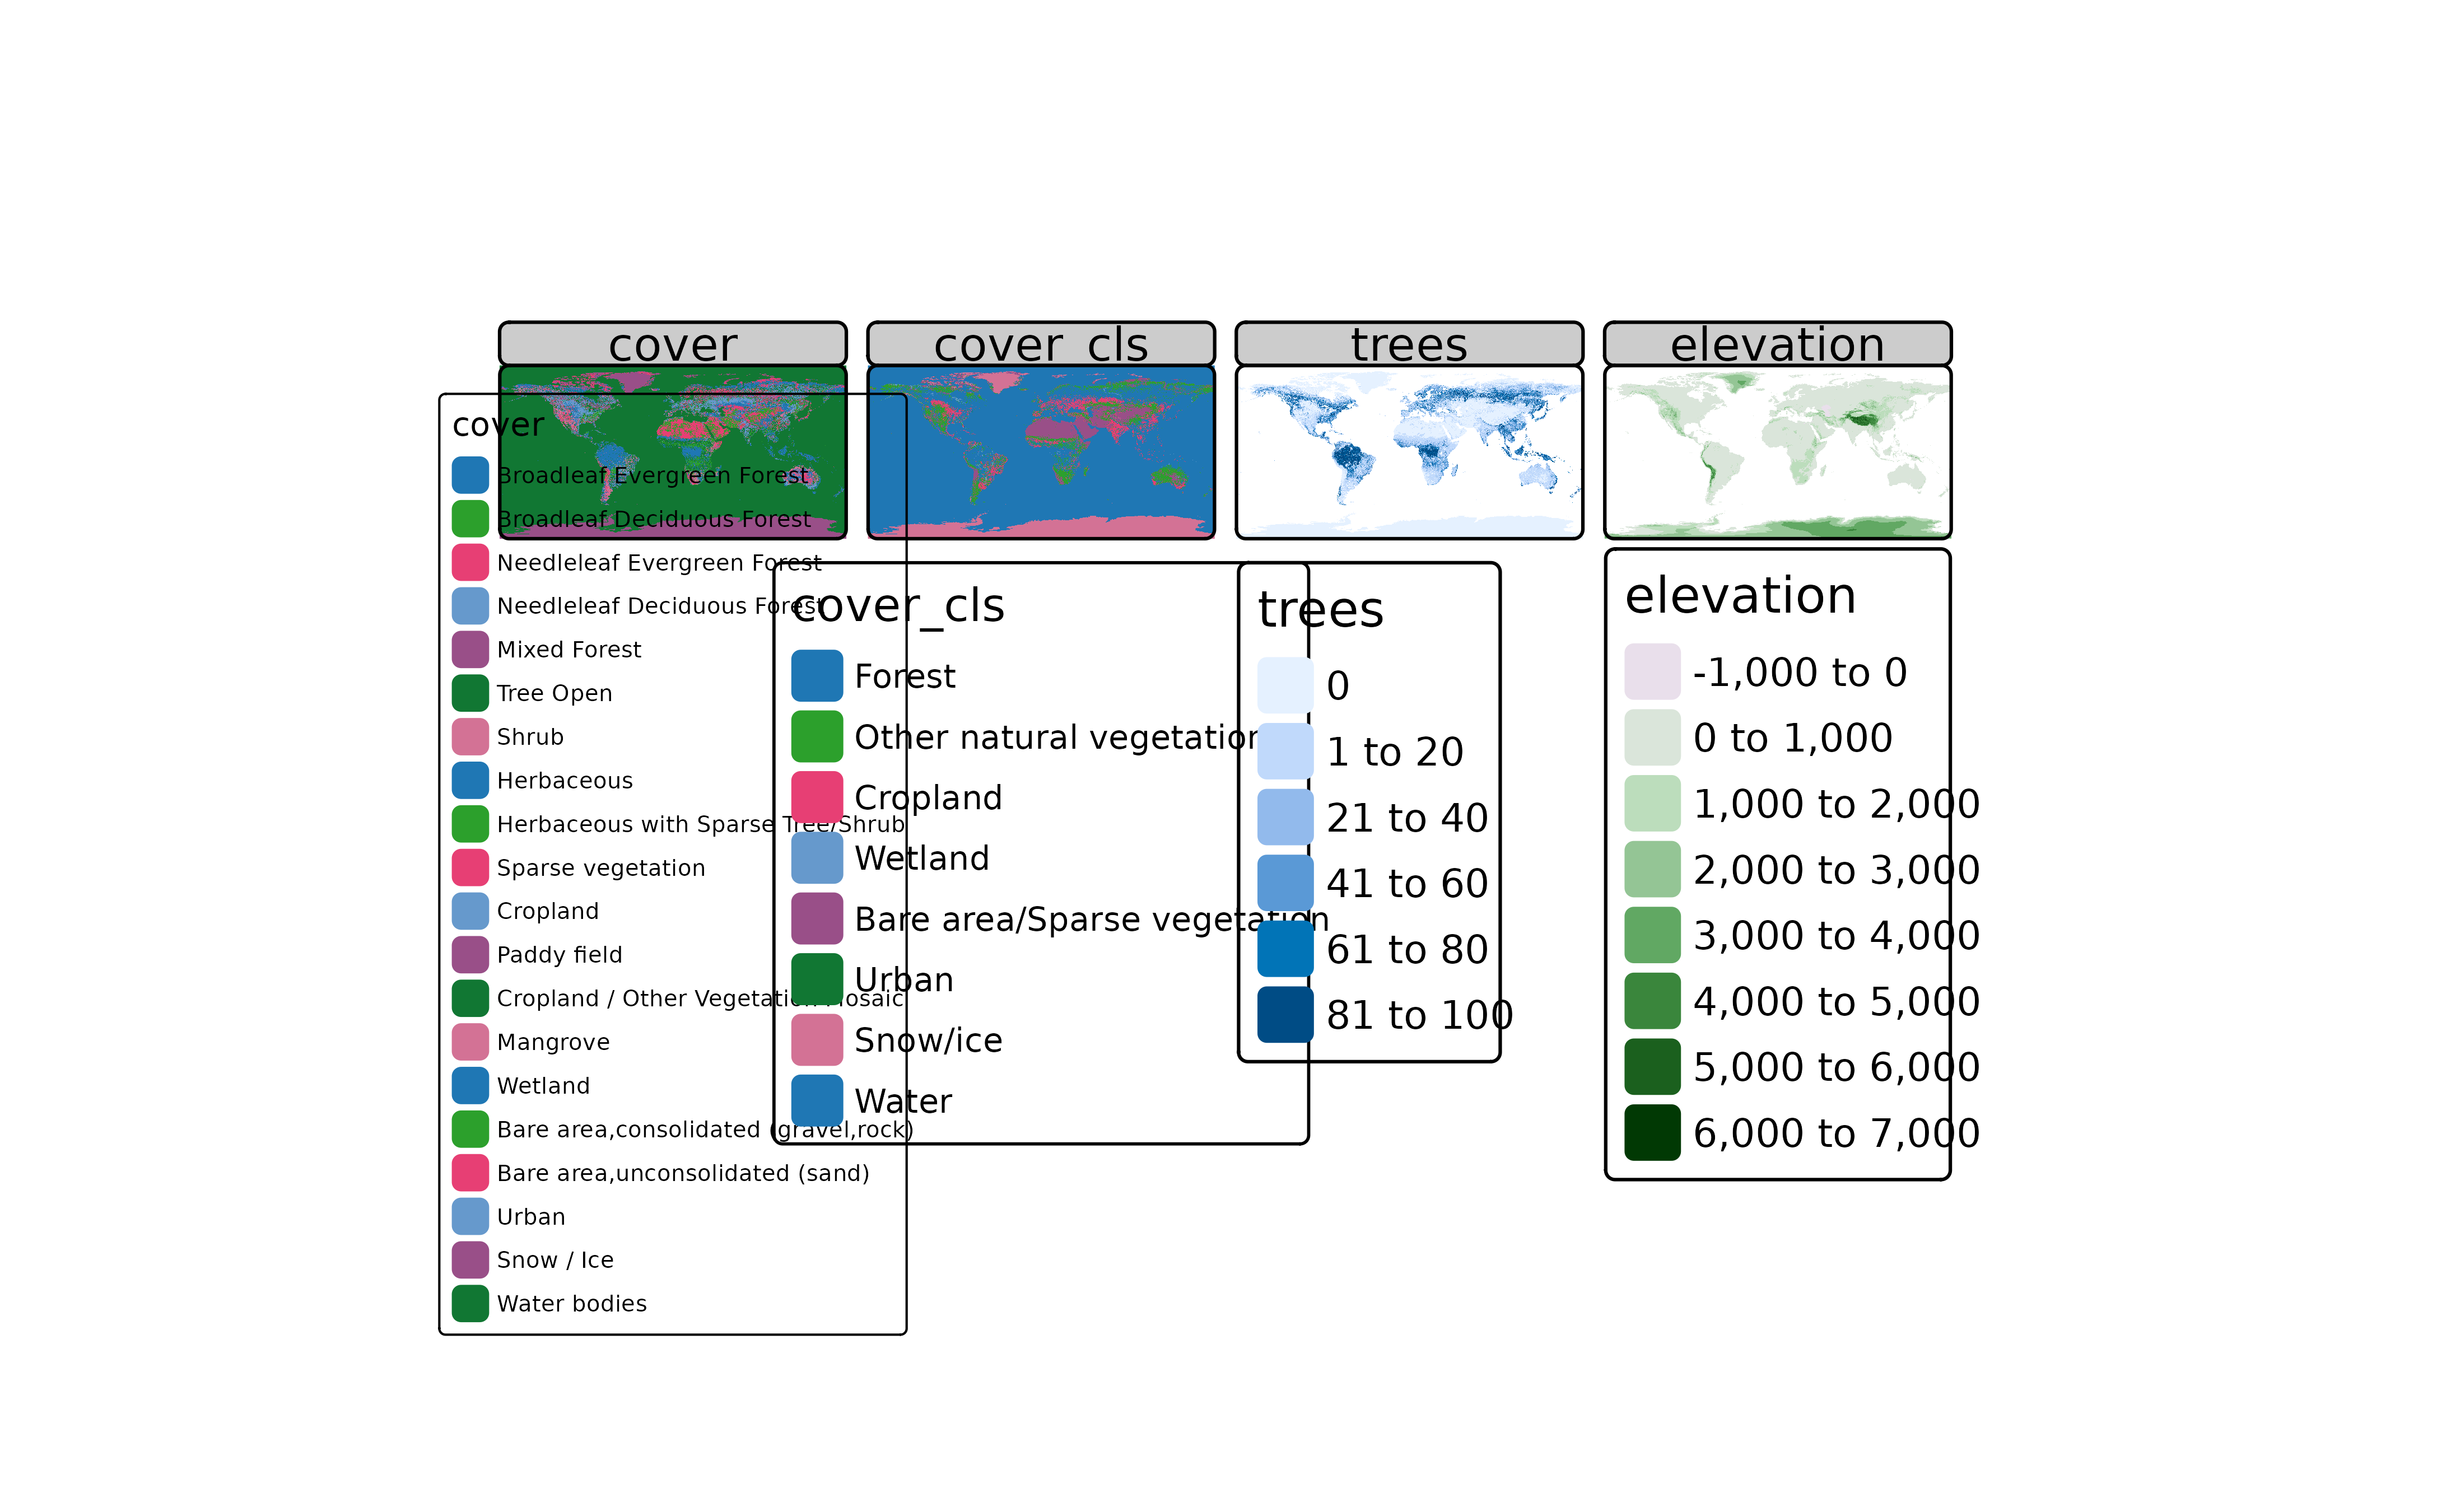 cover
cover_cls
trees
elevation
cover
Broadleaf Evergreen Forest
Broadleaf Deciduous Forest
Needleleaf Evergreen Forest
Needleleaf Deciduous Forest
Mixed Forest
Tree Open
Shrub
Herbaceous
Herbaceous with Sparse Tree/Shrub
Sparse vegetation
Cropland
Paddy field
Cropland / Other Vegetation Mosaic
Mangrove
Wetland
Bare area,consolidated (gravel,rock)
Bare area,unconsolidated (sand)
Urban
Snow / Ice
Water bodies
cover_cls
Forest
Other natural vegetation
Cropland
Wetland
Bare area/Sparse vegetation
Urban
Snow/ice
Water
trees
0
1 to 20
21 to 40
41 to 60
61 to 80
81 to 100
elevation
-1,000 to 0
0 to 1,000
1,000 to 2,000
2,000 to 3,000
3,000 to 4,000
4,000 to 5,000
5,000 to 6,000
6,000 to 7,000